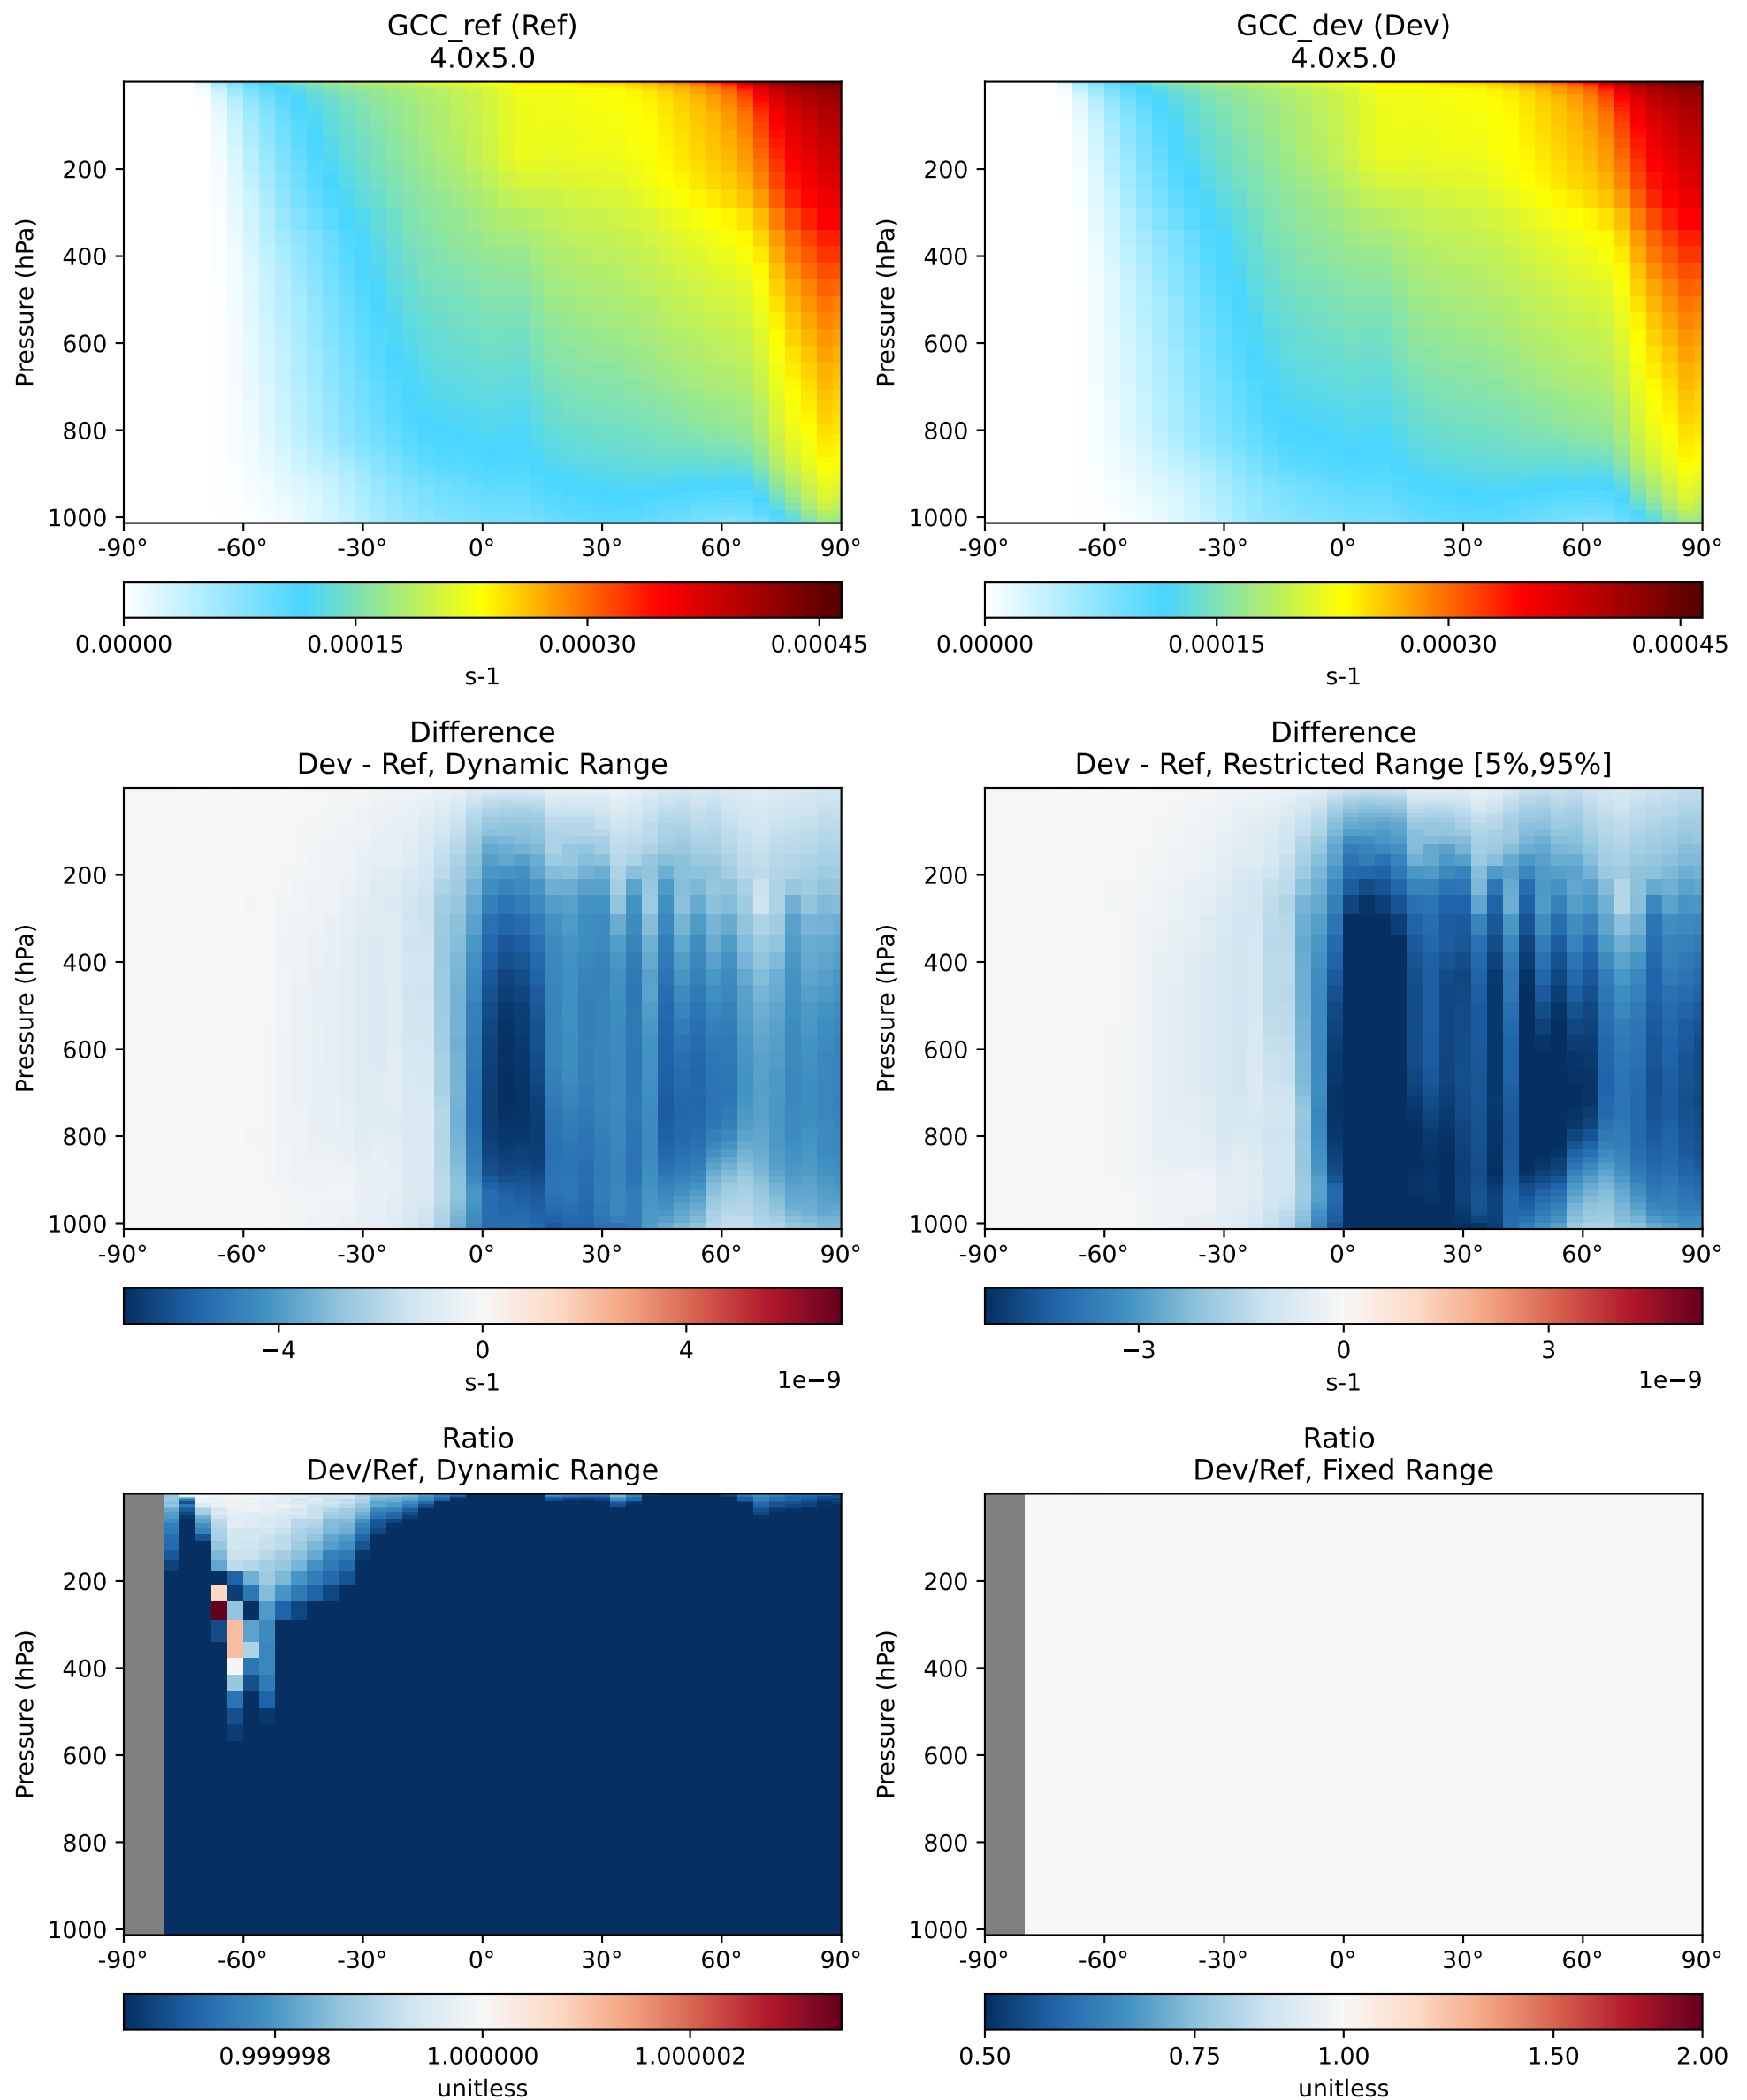 GCC_ref (Ref)
4.0x5.0
GCC_dev (Dev)
4.0x5.0
Pressure (hPa)
200
400
600
800
1000
-90° -60° -30° 0° 30° 60° 90°
0.00000 0.00015 0.00030 0.00045
s-1
Pressure (hPa)
200
400
600
800
1000
-90° -60° -30° 0° 30° 60° 90°
0.00000 0.00015 0.00030 0.00045
s-1
Difference
Dev - Ref, Dynamic Range
Pressure (hPa)
200
400
600
800
1000
-90° -60° -30° 0° 30° 60° 90°
−4 0 4
s-1 1e−9
Difference
Dev - Ref, Restricted Range [5%,95%]
Pressure (hPa)
200
400
600
800
1000
-90° -60° -30° 0° 30° 60° 90°
−3 0 3
s-1 1e−9
Ratio
Dev/Ref, Dynamic Range
Pressure (hPa)
200
400
600
800
1000
-90° -60° -30° 0° 30° 60° 90°
0.999998 1.000000 1.000002
unitless
Ratio
Dev/Ref, Fixed Range
Pressure (hPa)
200
400
600
800
1000
-90° -60° -30° 0° 30° 60° 90°
0.50 0.75 1.00 1.50 2.00
unitless